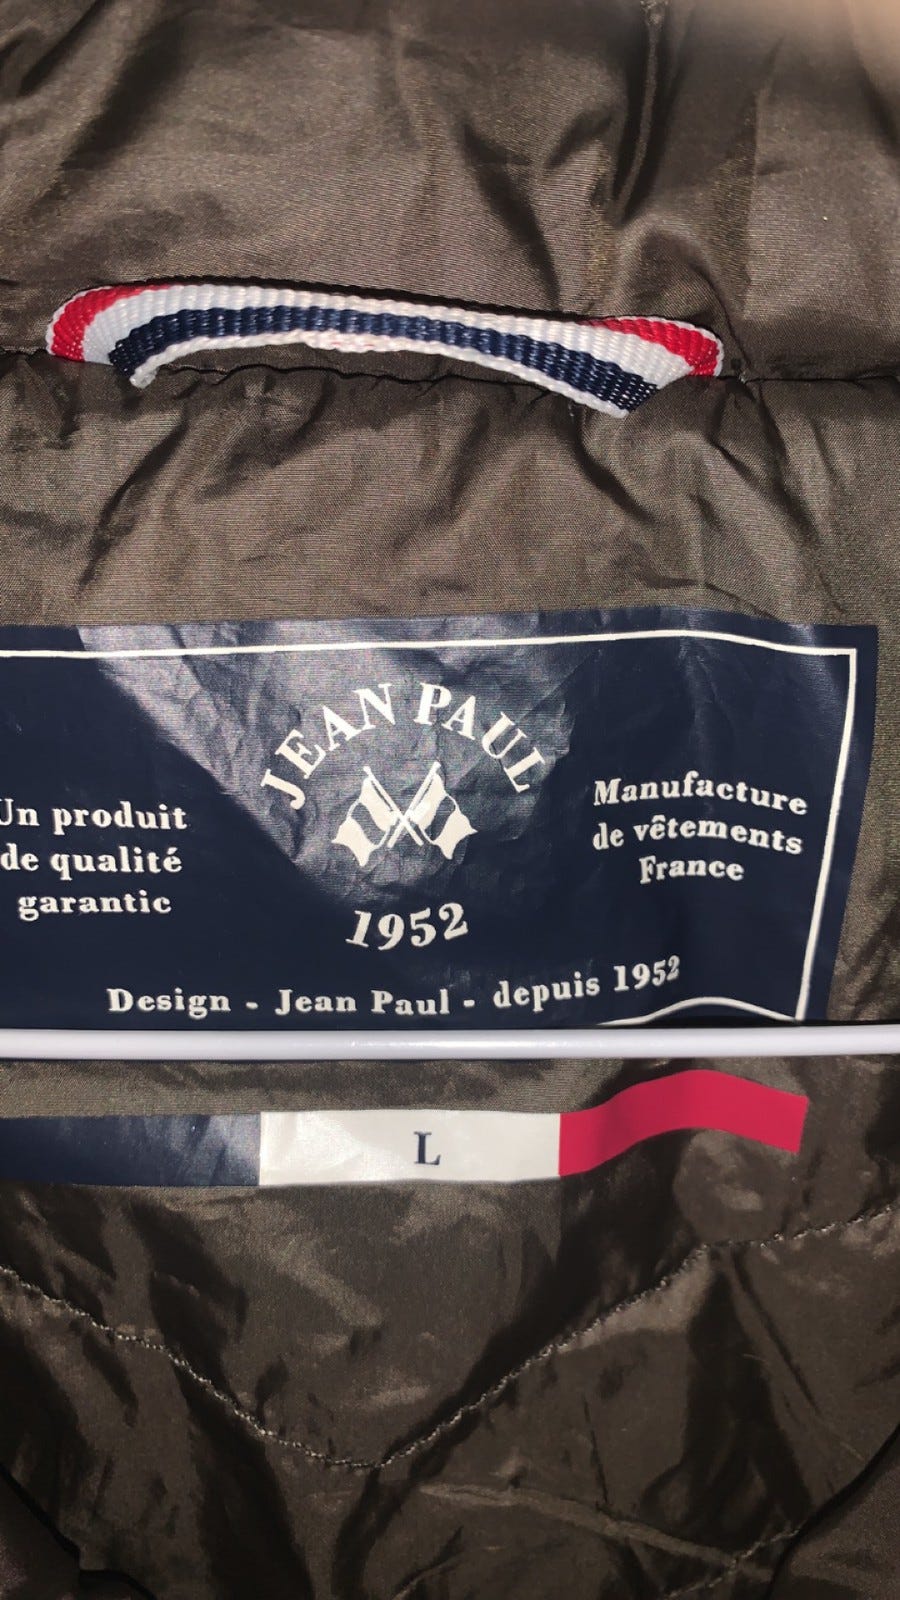 JEAN PAUL
Un produit
de qualité
garantic
Manufacture
de vêtements
France
1952
Design - Jean Paul - depuis 1952
L